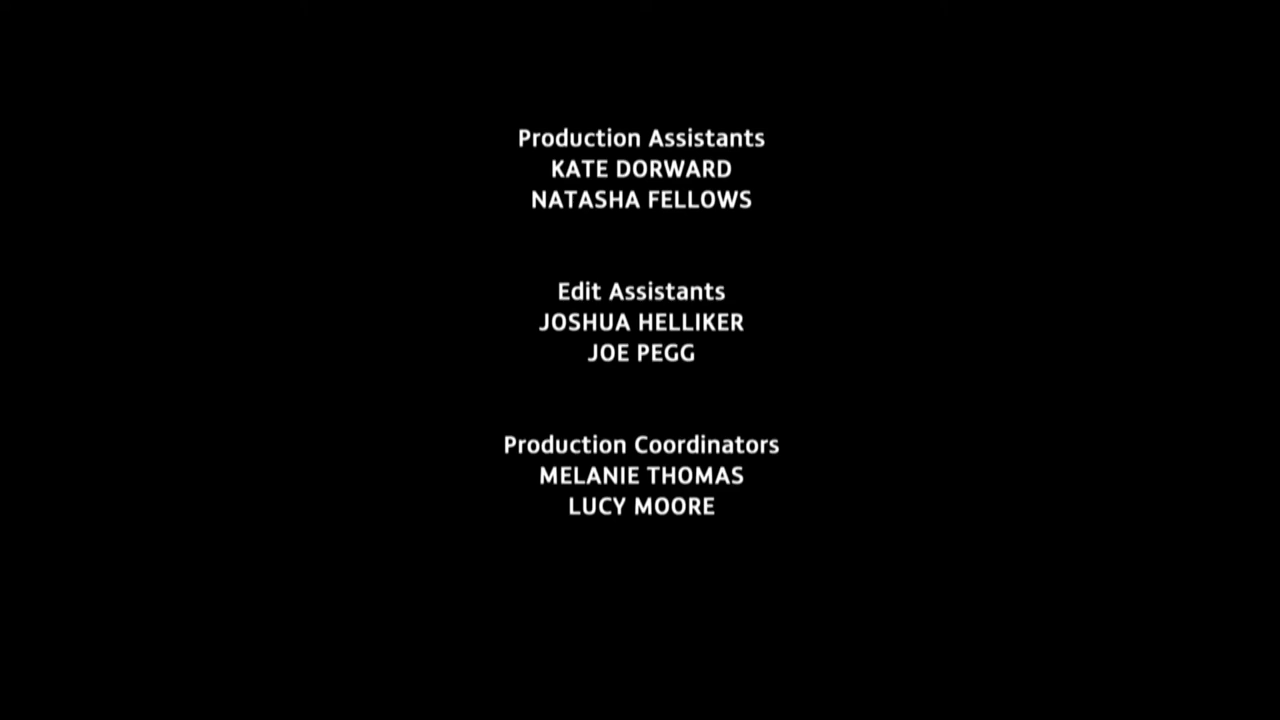 Production Assistants
KATE DORWARD
NATASHA FELLOWS
Edit Assistants
JOSHUA HELLIKER
JOE PEGG
Production Coordinators
MELANIE THOMAS
LUCY MOORE